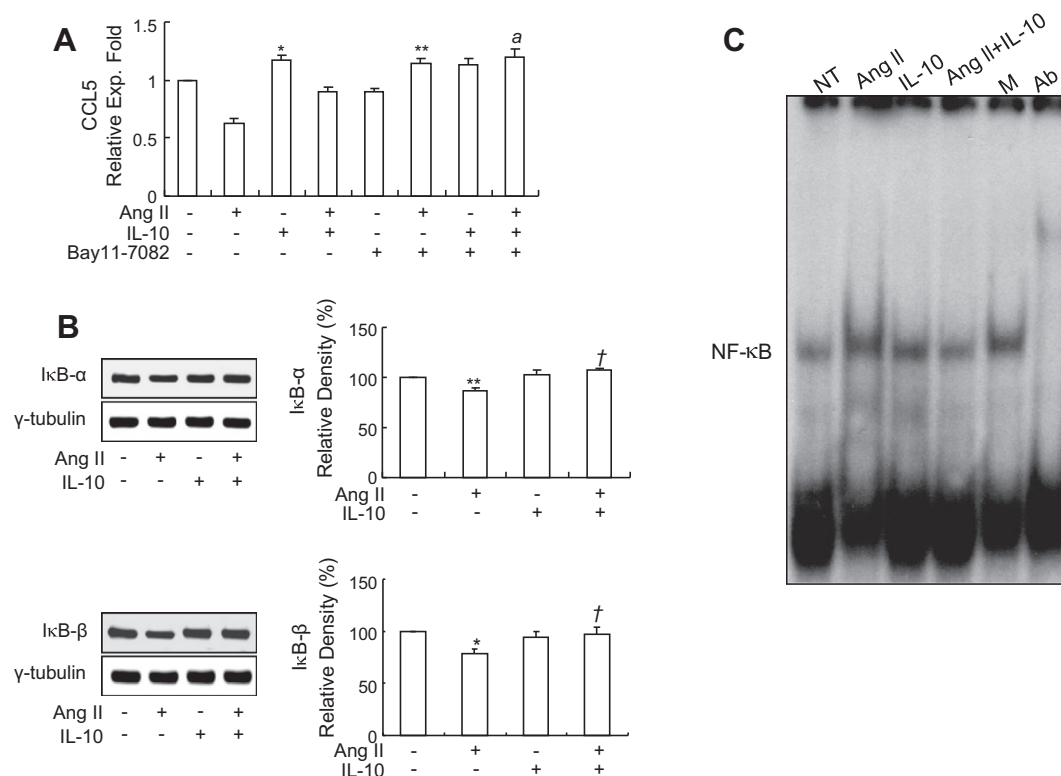 A
CCL5
Relative Exp. Fold
1.5
1
0.5
0
*
**
a
Ang II - + - + - + - +
IL-10 - - + + - - + +
Bay11-7082 - - - - + + + +
B
IκB-α
γ-tubulin
Ang II - + - +
IL-10 - - + +
IκB-α
Relative Density (%)
150
100
50
0
**
†
Ang II - + - +
IL-10 - - + +
IκB-β
γ-tubulin
Ang II - + - +
IL-10 - - + +
IκB-β
Relative Density (%)
150
100
50
0
*
†
Ang II - + - +
IL-10 - - + +
C
NT Ang II IL-10 Ang II+IL-10 M Ab
NF-κB